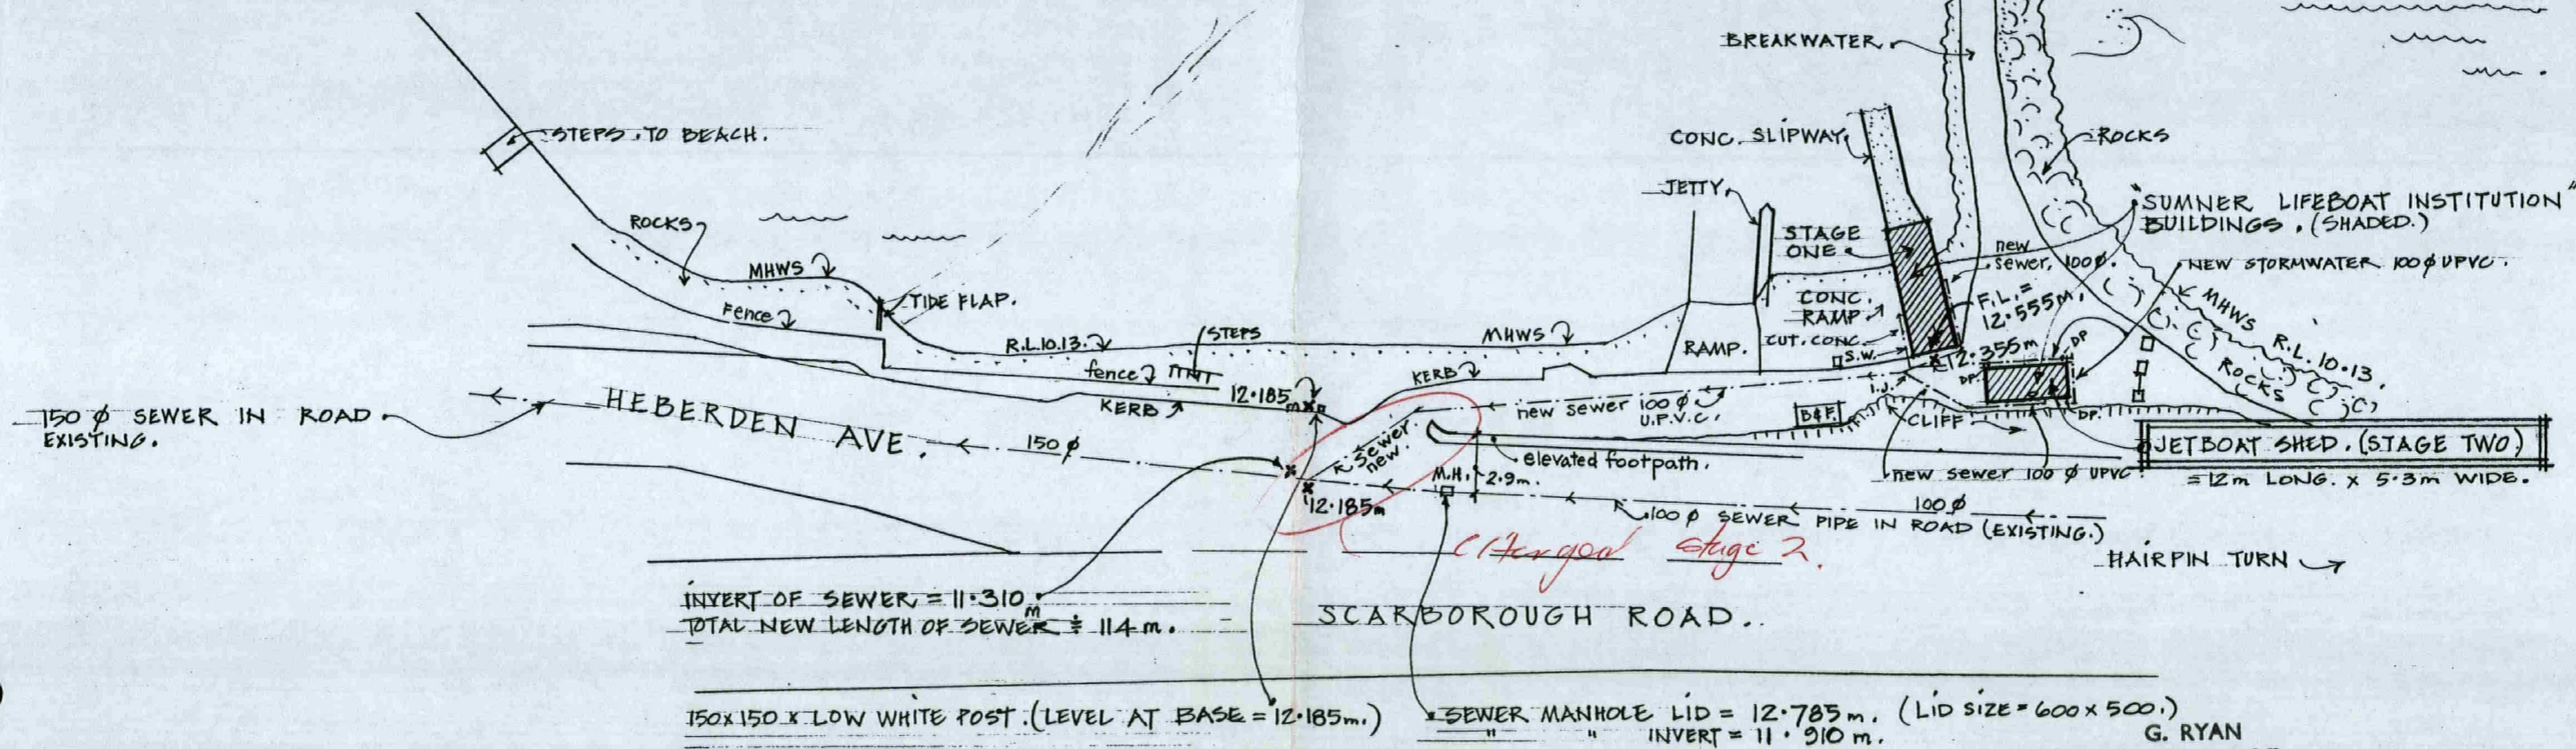 BREAKWATER.
STEPS TO BEACH.
CONC. SLIPWAY
ROCKS
JETTY
"SUMNER LIFEBOAT INSTITUTION"
BUILDINGS. (SHADED.)
ROCKS
STAGE
ONE
new
sewer, 100φ.
NEW STORMWATER 100φ UPVC.
MHWS
TIDE FLAP.
CONC.
RAMP
F.L. =
12.555m.
MHWS R.L. 10.13.
Fence
R.L. 10.13.
STEPS
MHWS
RAMP.
CUT. CONC.
S.W.
12.355m
DP
ROCKS
fence
KERB
DP.
I.J.
12.185m
KERB
new sewer 100φ
U.P.V.C.
B&F
CLIFF
DP.
150 φ SEWER IN ROAD
EXISTING.
HEBERDEN AVE.
150 φ
sewer
new.
elevated footpath.
JETBOAT SHED. (STAGE TWO)
M.H.
2.9m.
new sewer 100 φ UPVC
= 12m LONG. x 5.3m WIDE.
12.185m
100φ
100 φ SEWER PIPE IN ROAD (EXISTING.)
stage 2.
HAIRPIN TURN
INVERT OF SEWER = 11.310m
TOTAL NEW LENGTH OF SEWER ≑ 114m.
SCARBOROUGH ROAD.
150x150 x LOW WHITE POST. (LEVEL AT BASE = 12.185m.)
SEWER MANHOLE LID = 12.785m. (LID SIZE = 600 x 500.)
" " INVERT = 11.910 m.
G. RYAN